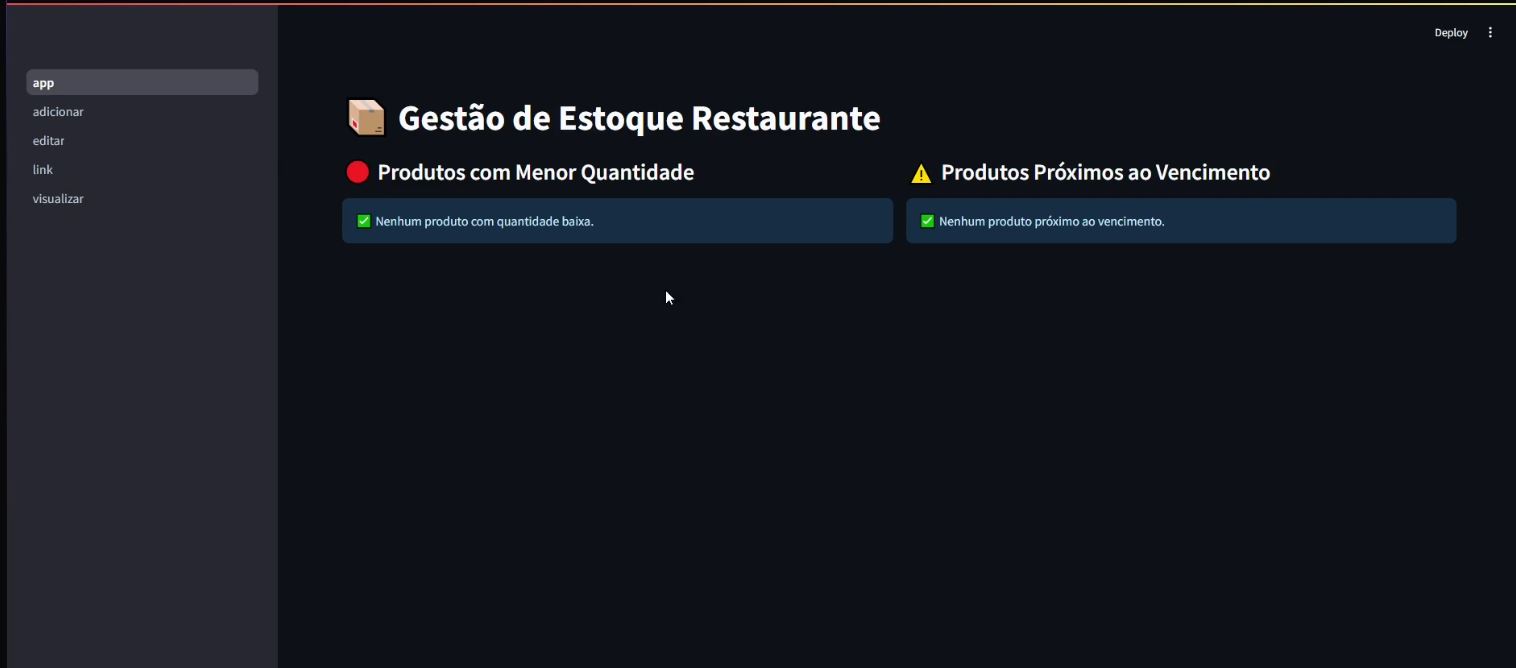 Deploy
app
adicionar
editar
link
visualizar
Gestão de Estoque Restaurante
Produtos com Menor Quantidade
Nenhum produto com quantidade baixa.
Produtos Próximos ao Vencimento
Nenhum produto próximo ao vencimento.